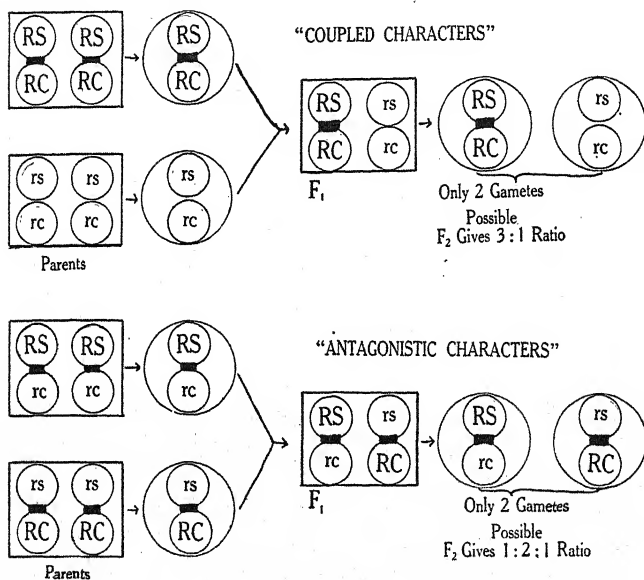 "COUPLED CHARACTERS"
RS RS RS
RC RC RC
RS rs RS rs
RC rc RC rc
F₁
rs rs rs
rc rc rc
Parents
Only 2 Gametes
Possible
F₂ Gives 3:1 Ratio
"ANTAGONISTIC CHARACTERS"
RS RS RS
rc rc rc
RS rs RS rs
rc RC rc RC
F₁
rs rs rs
RC RC RC
Parents
Only 2 Gametes
Possible
F₂ Gives 1:2:1 Ratio